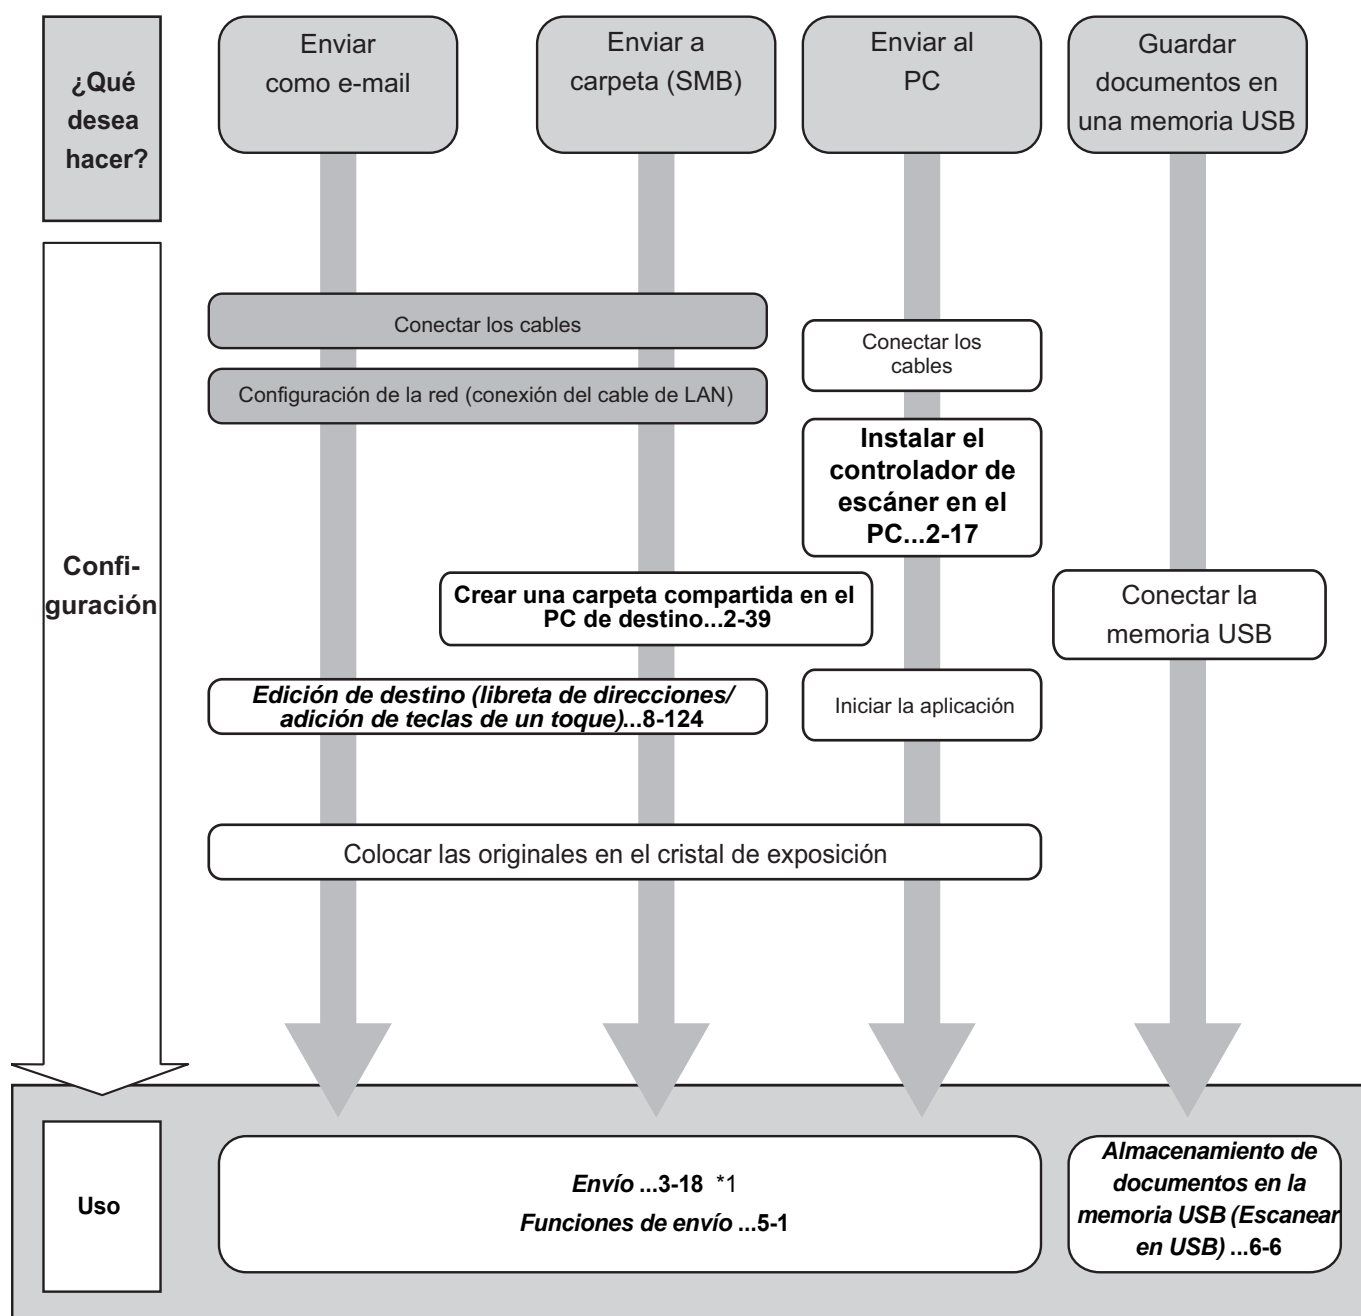 ¿Qué
desea
hacer?
Enviar
como e-mail
Enviar a
carpeta (SMB)
Enviar al
PC
Guardar
documentos en
una memoria USB
Confi-
guración
Conectar los cables
Configuración de la red (conexión del cable de LAN)
Conectar los
cables
Instalar el
controlador de
escáner en el
PC...2-17
Crear una carpeta compartida en el
PC de destino...2-39
Conectar la
memoria USB
Edición de destino (libreta de direcciones/
adición de teclas de un toque)...8-124
Iniciar la aplicación
Colocar las originales en el cristal de exposición
Uso
Envío ...3-18 *1
Funciones de envío ...5-1
Almacenamiento de
documentos en la
memoria USB (Escanear
en USB) ...6-6